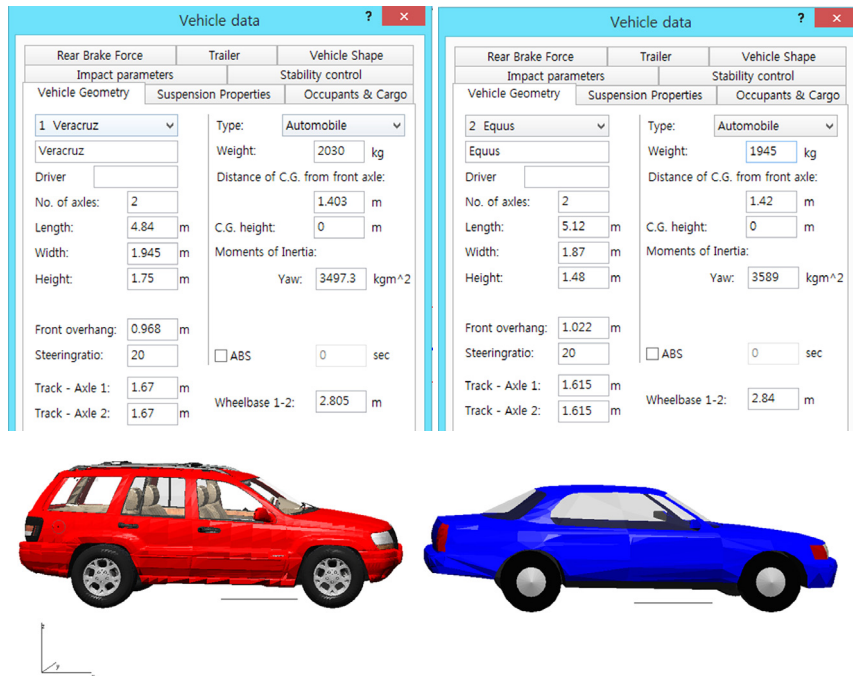 Vehicle data ? ×
Rear Brake Force Trailer Vehicle Shape
Impact parameters Stability control
Vehicle Geometry Suspension Properties Occupants & Cargo
1 Veracruz Type: Automobile
Veracruz Weight: 2030 kg
Driver Distance of C.G. from front axle:
No. of axles: 2 1.403 m
Length: 4.84 m C.G. height: 0 m
Width: 1.945 m Moments of Inertia:
Height: 1.75 m Yaw: 3497.3 kgm^2
Front overhang: 0.968 m
Steeringratio: 20 ABS 0 sec
Track - Axle 1: 1.67 m
Wheelbase 1-2: 2.805 m
Track - Axle 2: 1.67 m
Vehicle data ? ×
Rear Brake Force Trailer Vehicle Shape
Impact parameters Stability control
Vehicle Geometry Suspension Properties Occupants & Cargo
2 Equus Type: Automobile
Equus Weight: 1945 kg
Driver Distance of C.G. from front axle:
No. of axles: 2 1.42 m
Length: 5.12 m C.G. height: 0 m
Width: 1.87 m Moments of Inertia:
Height: 1.48 m Yaw: 3589 kgm^2
Front overhang: 1.022 m
Steeringratio: 20 ABS 0 sec
Track - Axle 1: 1.615 m
Wheelbase 1-2: 2.84 m
Track - Axle 2: 1.615 m